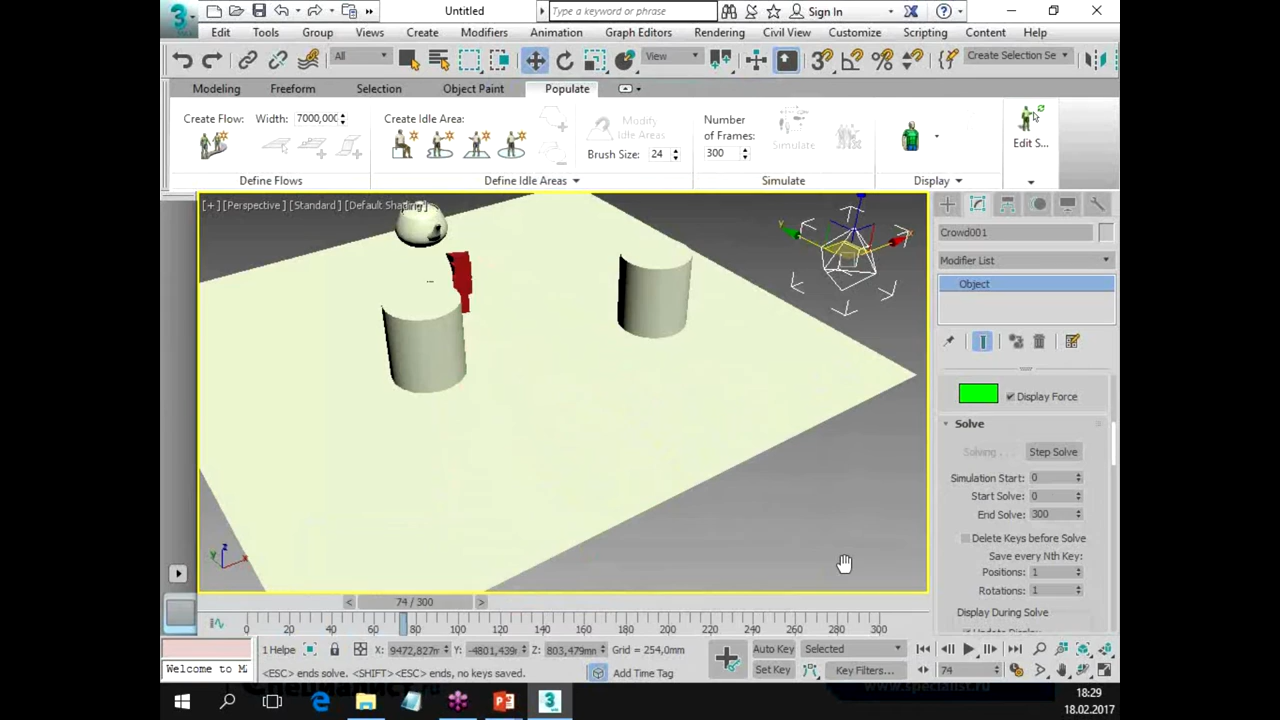 3
MAX
Untitled
Type a keyword or phrase
Sign In
Edit Tools Group Views Create Modifiers Animation Graph Editors Rendering Civil View Customize Scripting Content Help
All
View
Create Selection Se
Modeling Freeform Selection Object Paint Populate
Create Flow: Width: 7000,000
Create Idle Area:
Modify
Idle Areas
Brush Size: 24
Number
of Frames:
300
Simulate
Edit S...
Define Flows Define Idle Areas Simulate Display
[+] [Perspective ] [Standard ] [Default Shading ]
Crowd001
Modifier List
Object
Display Force
Solve
Solving . . . Step Solve
Simulation Start: 0
Start Solve: 0
End Solve: 300
Delete Keys before Solve
Save every Nth Key:
Positions: 1
Rotations: 1
Display During Solve
z
y
x
74 / 300
0 20 40 60 80 100 120 140 160 180 200 220 240 260 280 300
1 Helpe
X: 9472,827m Y: -4801,439m Z: 803,479mm Grid = 254,0mm
Auto Key Selected
Welcome to M
<ESC> ends solve. <SHIFT><ESC> ends, no keys saved.
Add Time Tag
Set Key Key Filters...
74
www.specialist.ru
18:29
18.02.2017